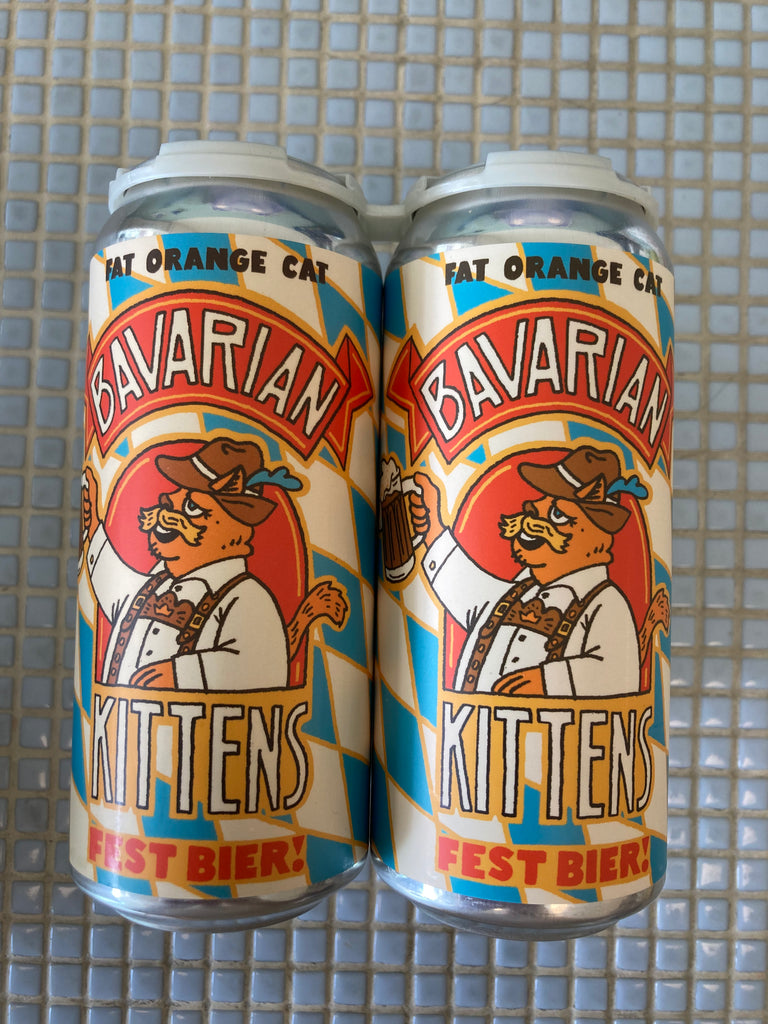 FAT ORANGE CAT
BAVARIAN
KITTENS
FEST BIER!
FAT ORANGE CAT
BAVARIAN
KITTENS
FEST BIER!